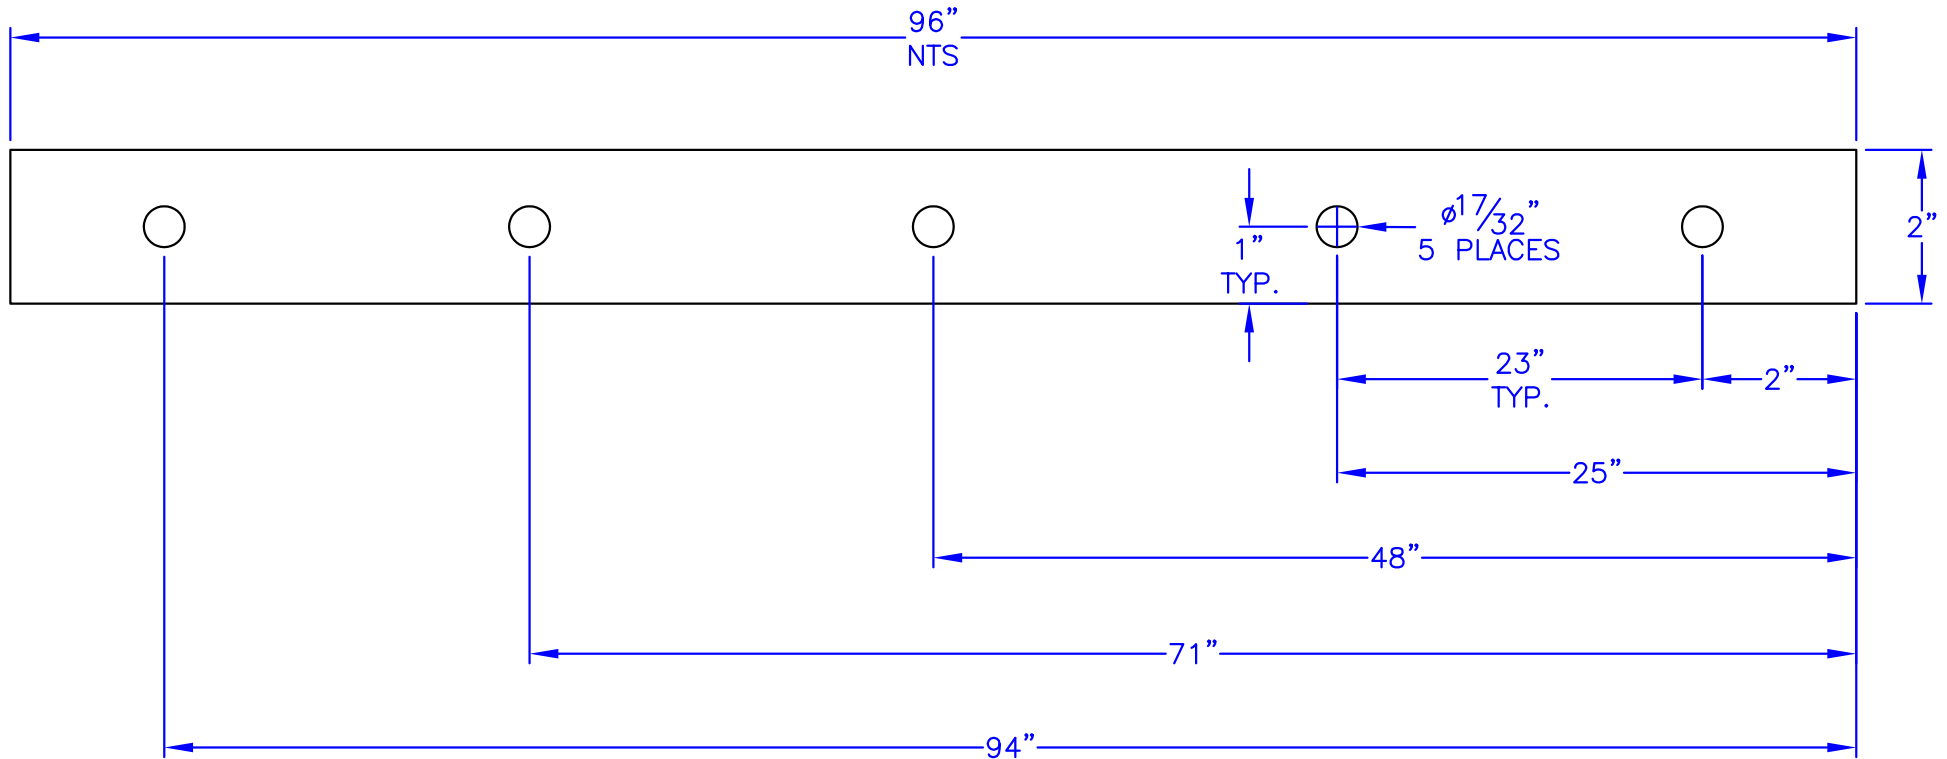 96”
NTS
ø17/32”
5 PLACES
1”
TYP.
2”
23”
TYP.
2”
25”
48”
71”
94”